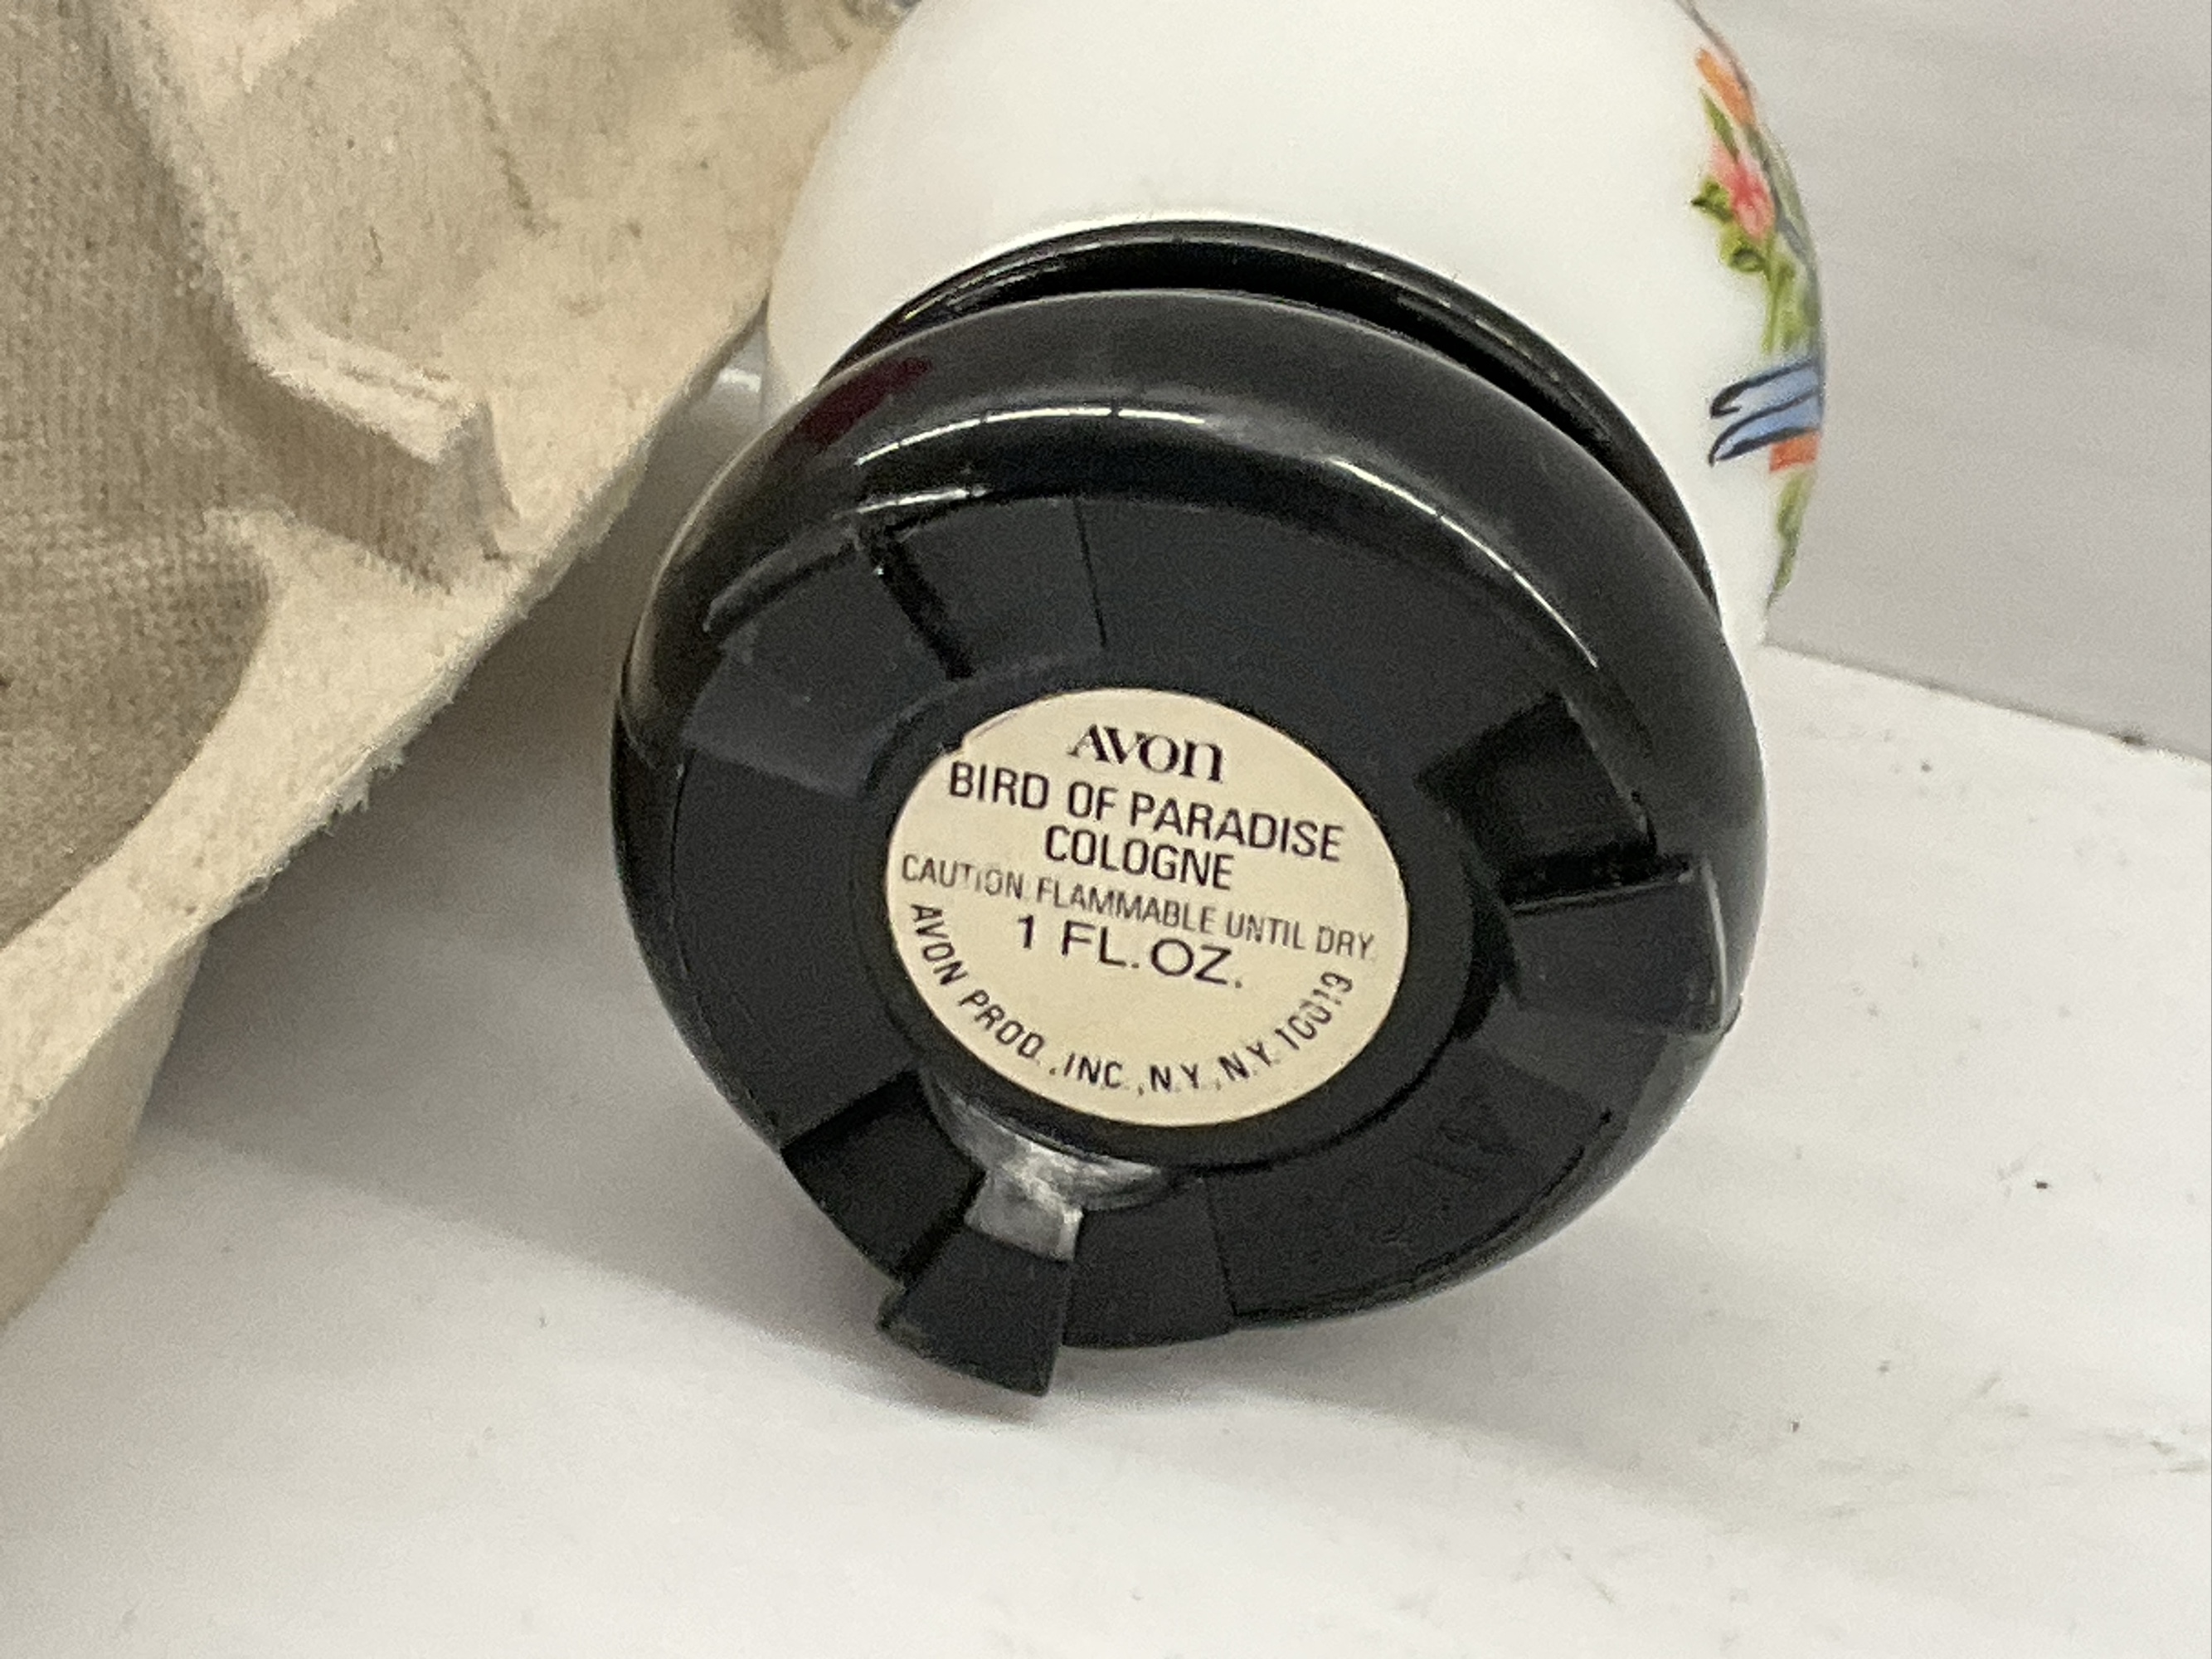 AVON
BIRD OF PARADISE
COLOGNE
CAUTION: FLAMMABLE UNTIL DRY.
1 FL. OZ.
AVON PROD., INC., N.Y., N.Y. 10019